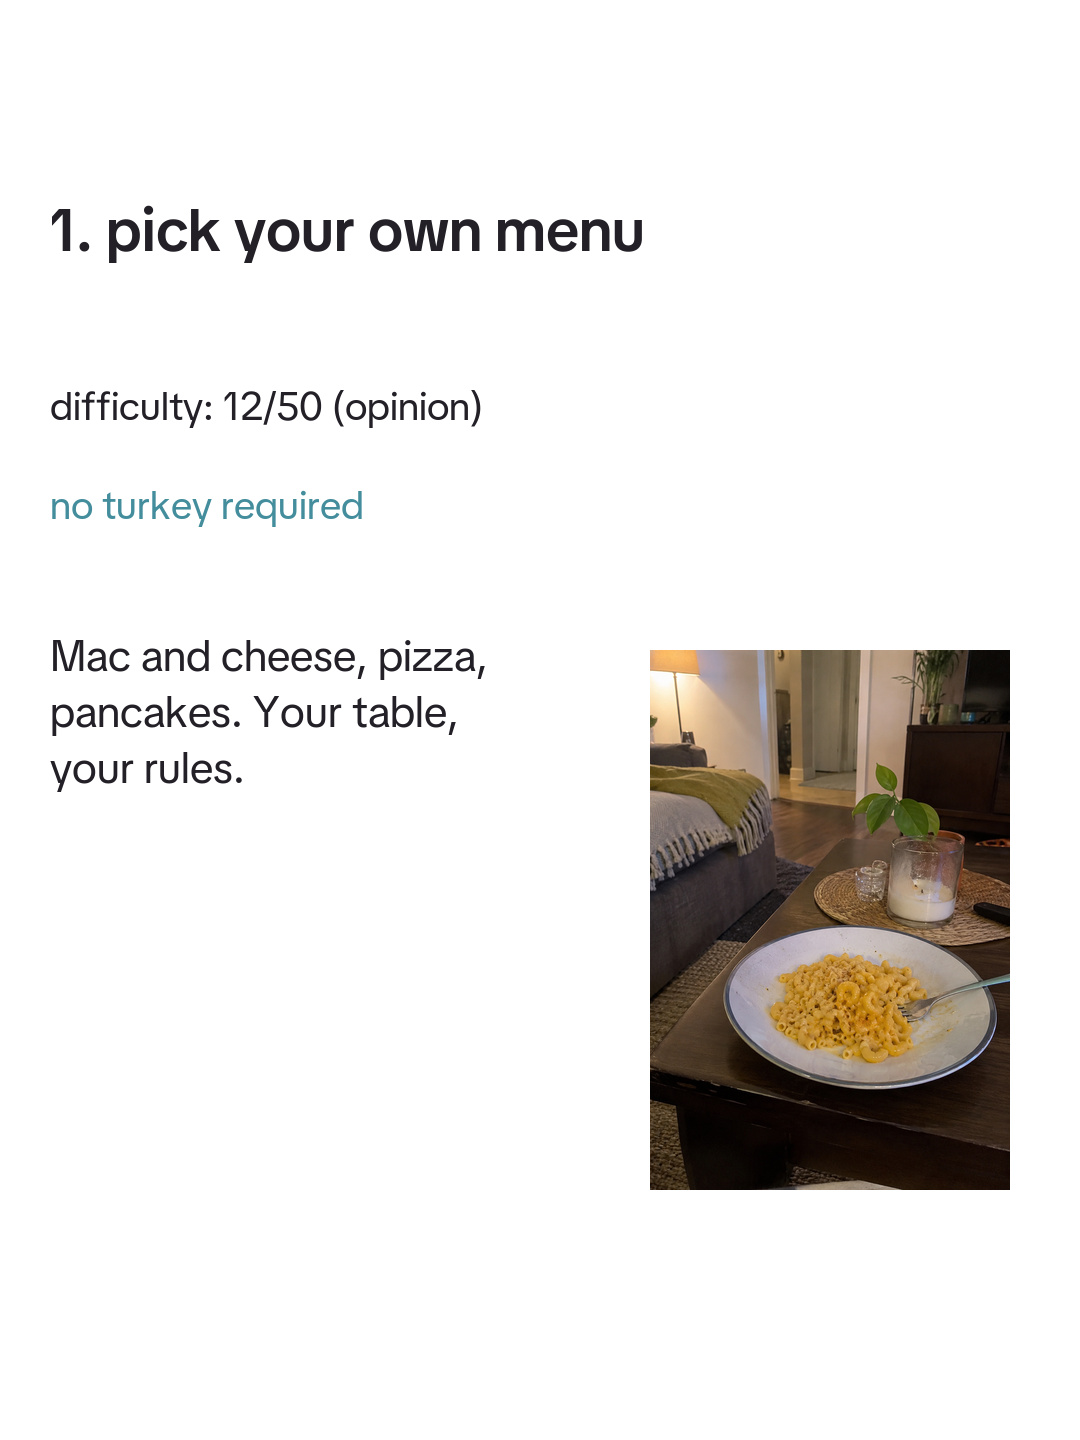 1. pick your own menu
difficulty: 12/50 (opinion)
no turkey required
Mac and cheese, pizza,
pancakes. Your table,
your rules.